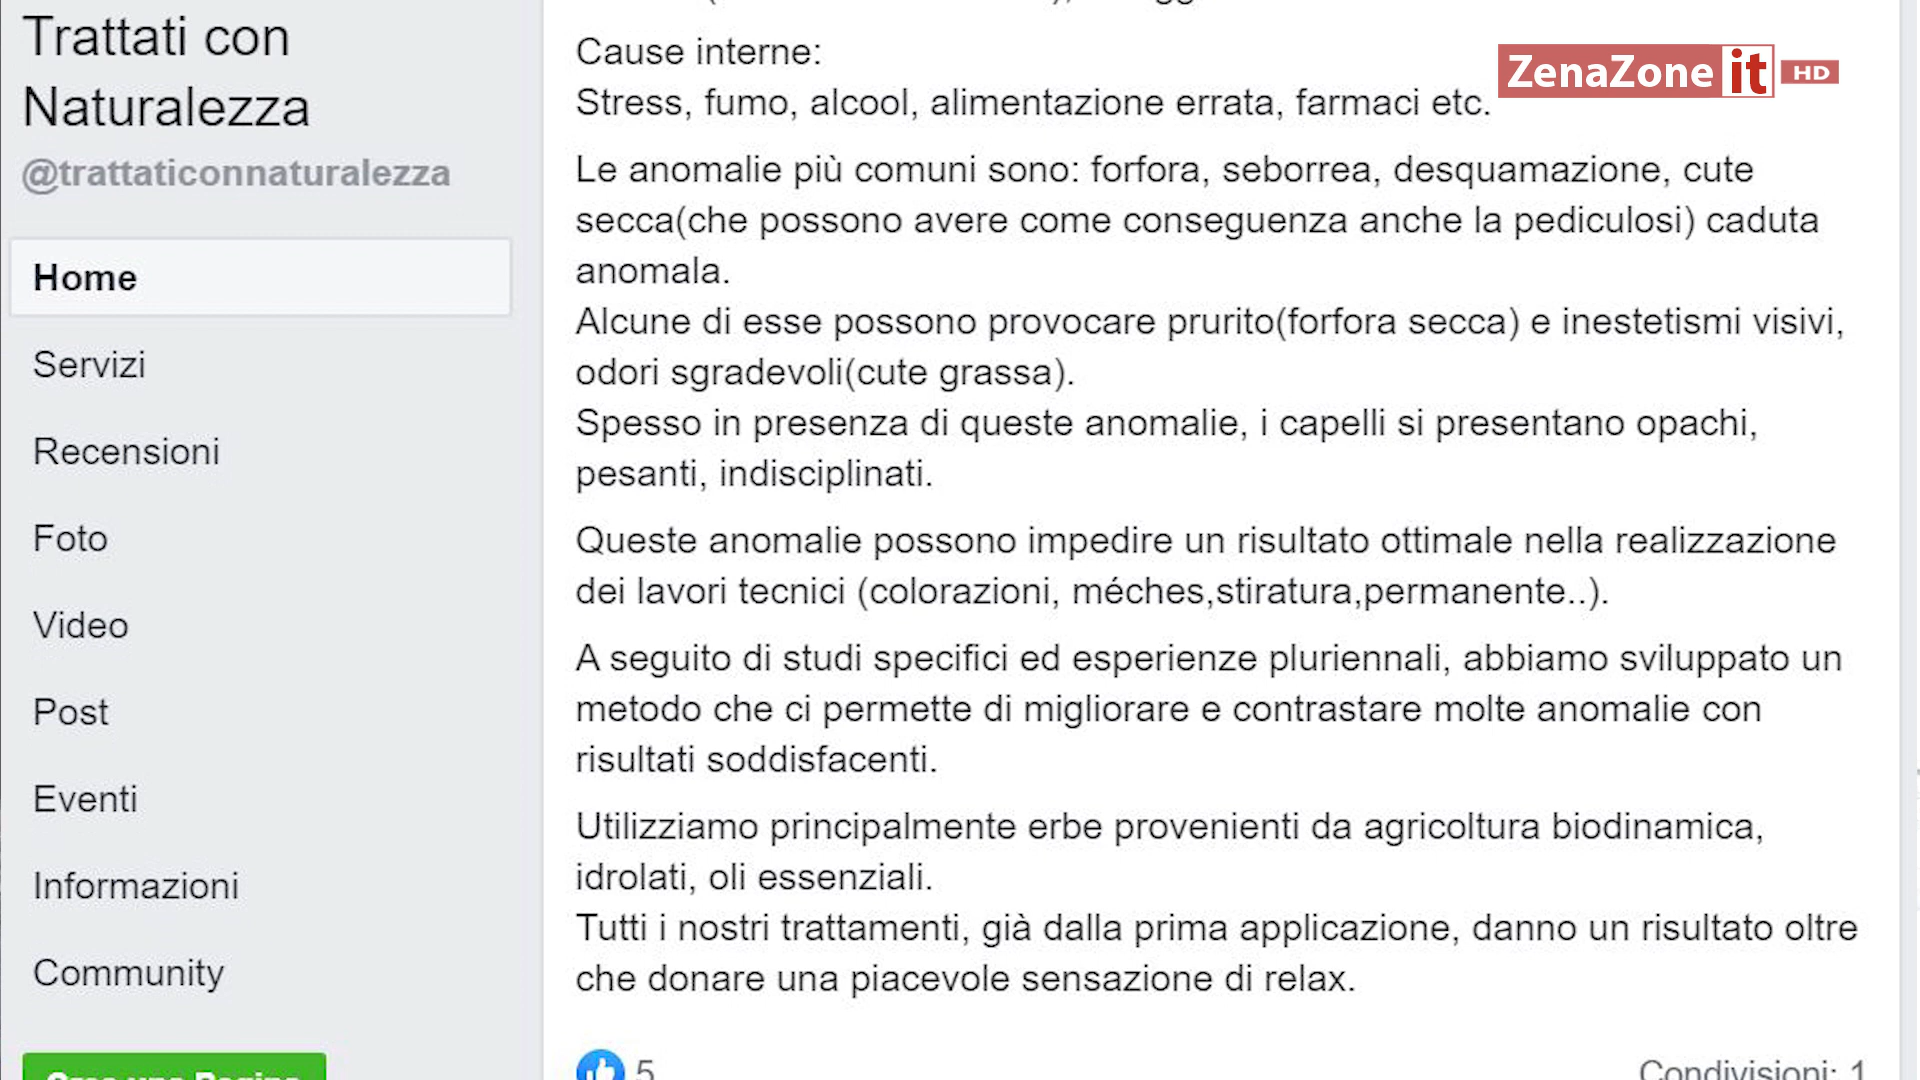 Trattati con
Naturalezza
@trattaticonnaturalezza
Home
Servizi
Recensioni
Foto
Video
Post
Eventi
Informazioni
Community
Cause interne:
Stress, fumo, alcool, alimentazione errata, farmaci etc.
Le anomalie più comuni sono: forfora, seborrea, desquamazione, cute
secca(che possono avere come conseguenza anche la pediculosi) caduta
anomala.
Alcune di esse possono provocare prurito(forfora secca) e inestetismi visivi,
odori sgradevoli(cute grassa).
Spesso in presenza di queste anomalie, i capelli si presentano opachi,
pesanti, indisciplinati.
Queste anomalie possono impedire un risultato ottimale nella realizzazione
dei lavori tecnici (colorazioni, méches,stiratura,permanente..).
A seguito di studi specifici ed esperienze pluriennali, abbiamo sviluppato un
metodo che ci permette di migliorare e contrastare molte anomalie con
risultati soddisfacenti.
Utilizziamo principalmente erbe provenienti da agricoltura biodinamica,
idrolati, oli essenziali.
Tutti i nostri trattamenti, già dalla prima applicazione, danno un risultato oltre
che donare una piacevole sensazione di relax.
5
Condivisioni: 1
ZenaZone it HD